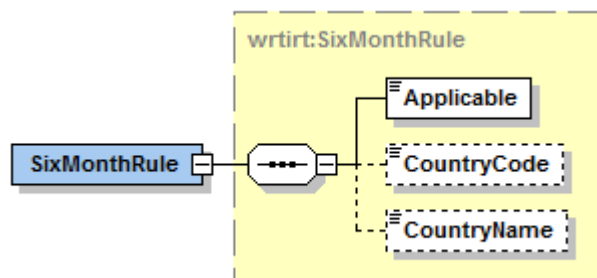 wrtirt:SixMonthRule
Applicable
SixMonthRule
CountryCode
CountryName